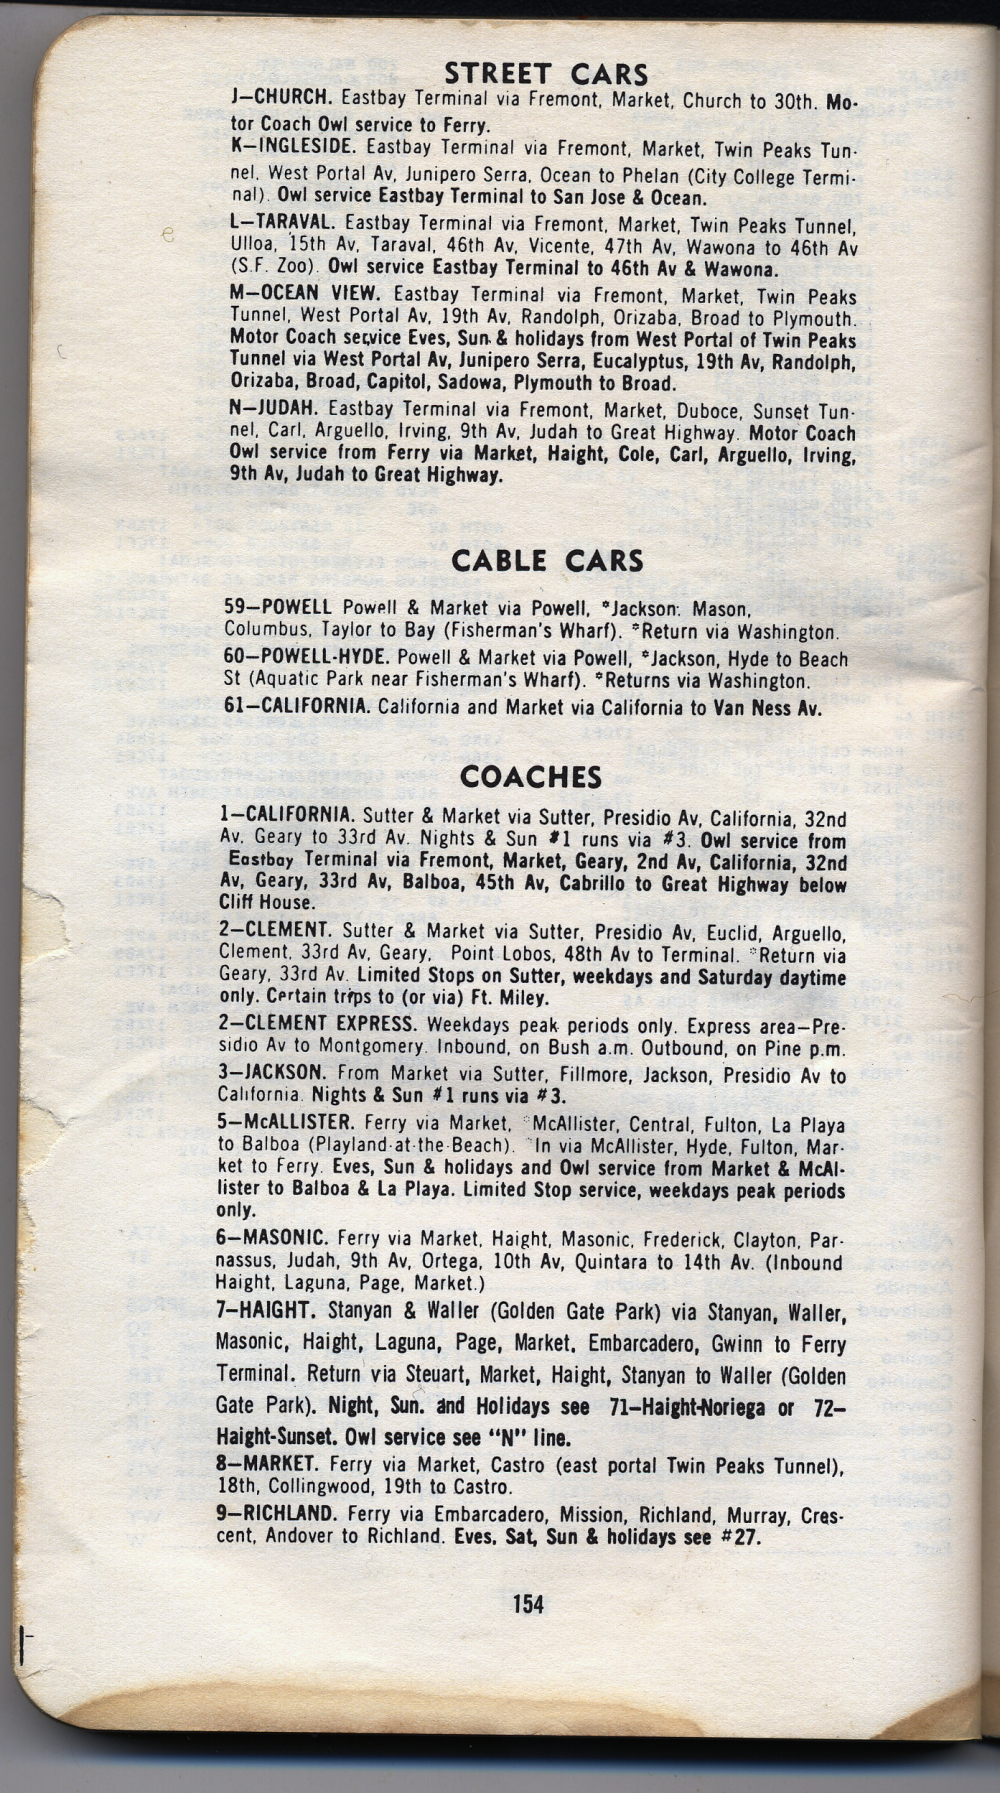 STREET CARS
J—CHURCH. Eastbay Terminal via Fremont, Market, Church to 30th. Mo-
tor Coach Owl service to Ferry.
K—INGLESIDE. Eastbay Terminal via Fremont, Market, Twin Peaks Tun-
nel, West Portal Av, Junipero Serra, Ocean to Phelan (City College Termi-
nal). Owl service Eastbay Terminal to San Jose & Ocean.
L—TARAVAL. Eastbay Terminal via Fremont, Market, Twin Peaks Tunnel,
Ulloa, 15th Av, Taraval, 46th Av, Vicente, 47th Av, Wawona to 46th Av
(S.F. Zoo). Owl service Eastbay Terminal to 46th Av & Wawona.
M—OCEAN VIEW. Eastbay Terminal via Fremont, Market, Twin Peaks
Tunnel, West Portal Av, 19th Av, Randolph, Orizaba, Broad to Plymouth.
Motor Coach service Eves, Sun & holidays from West Portal of Twin Peaks
Tunnel via West Portal Av, Junipero Serra, Eucalyptus, 19th Av, Randolph,
Orizaba, Broad, Capitol, Sadowa, Plymouth to Broad.
N—JUDAH. Eastbay Terminal via Fremont, Market, Duboce, Sunset Tun-
nel, Carl, Arguello, Irving, 9th Av, Judah to Great Highway. Motor Coach
Owl service from Ferry via Market, Haight, Cole, Carl, Arguello, Irving,
9th Av, Judah to Great Highway.
CABLE CARS
59—POWELL Powell & Market via Powell, *Jackson. Mason,
Columbus, Taylor to Bay (Fisherman's Wharf). *Return via Washington.
60—POWELL-HYDE. Powell & Market via Powell, *Jackson, Hyde to Beach
St (Aquatic Park near Fisherman's Wharf). *Returns via Washington.
61—CALIFORNIA. California and Market via California to Van Ness Av.
COACHES
1—CALIFORNIA. Sutter & Market via Sutter, Presidio Av, California, 32nd
Av, Geary to 33rd Av. Nights & Sun #1 runs via #3. Owl service from
Eastbay Terminal via Fremont, Market, Geary, 2nd Av, California, 32nd
Av, Geary, 33rd Av, Balboa, 45th Av, Cabrillo to Great Highway below
Cliff House.
2—CLEMENT. Sutter & Market via Sutter, Presidio Av, Euclid, Arguello,
Clement, 33rd Av, Geary, Point Lobos, 48th Av to Terminal. *Return via
Geary, 33rd Av. Limited Stops on Sutter, weekdays and Saturday daytime
only. Certain trips to (or via) Ft. Miley.
2—CLEMENT EXPRESS. Weekdays peak periods only. Express area—Pre-
sidio Av to Montgomery. Inbound, on Bush a.m. Outbound, on Pine p.m.
3—JACKSON. From Market via Sutter, Fillmore, Jackson, Presidio Av to
California. Nights & Sun #1 runs via #3.
5—McALLISTER. Ferry via Market, *McAllister, Central, Fulton, La Playa
to Balboa (Playland-at-the-Beach). *In via McAllister, Hyde, Fulton, Mar-
ket to Ferry. Eves, Sun & holidays and Owl service from Market & McAl-
lister to Balboa & La Playa. Limited Stop service, weekdays peak periods
only.
6—MASONIC. Ferry via Market, Haight, Masonic, Frederick, Clayton, Par-
nassus, Judah, 9th Av, Ortega, 10th Av, Quintara to 14th Av. (Inbound
Haight, Laguna, Page, Market.)
7—HAIGHT. Stanyan & Waller (Golden Gate Park) via Stanyan, Waller,
Masonic, Haight, Laguna, Page, Market, Embarcadero, Gwinn to Ferry
Terminal. Return via Steuart, Market, Haight, Stanyan to Waller (Golden
Gate Park). Night, Sun. and Holidays see 71—Haight-Noriega or 72—
Haight-Sunset. Owl service see "N" line.
8—MARKET. Ferry via Market, Castro (east portal Twin Peaks Tunnel),
18th, Collingwood, 19th to Castro.
9—RICHLAND. Ferry via Embarcadero, Mission, Richland, Murray, Cres-
cent, Andover to Richland. Eves, Sat, Sun & holidays see #27.
154